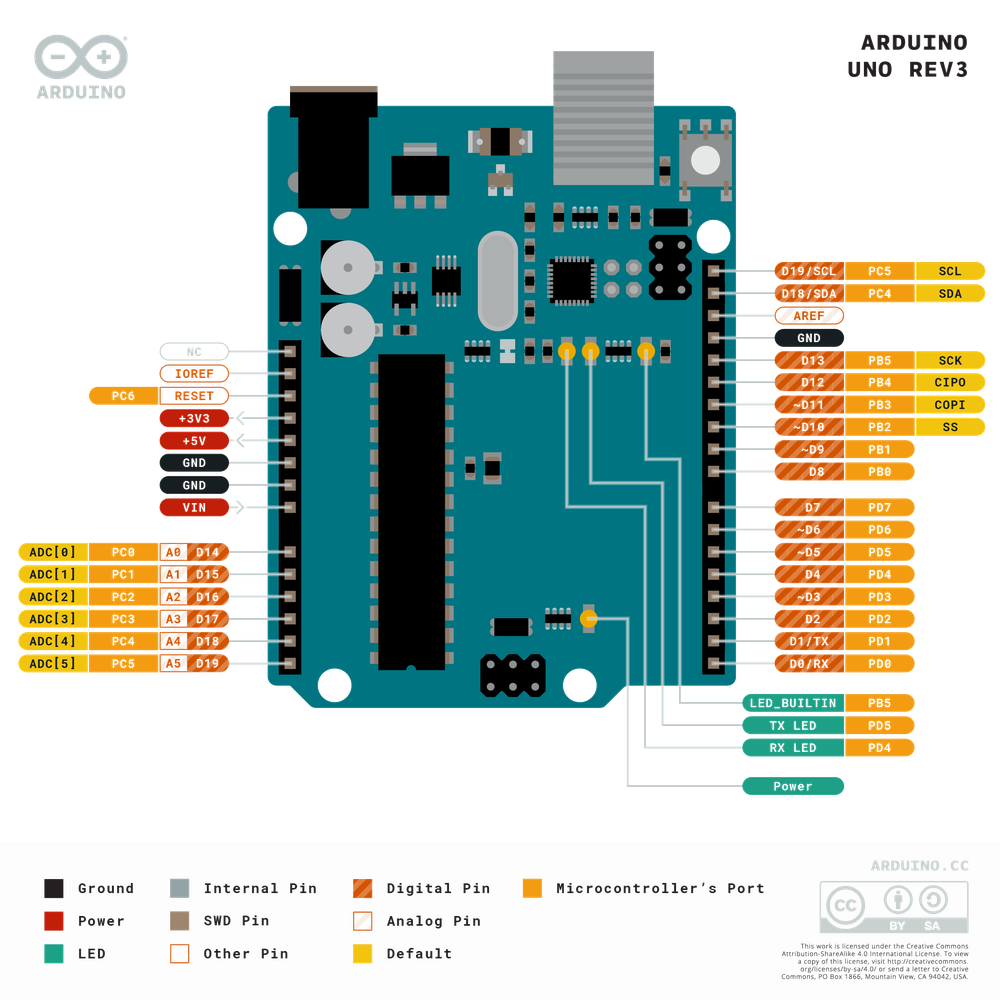 ARDUINO
ARDUINO
UNO REV3
D19/SCL PC5 SCL
D18/SDA PC4 SDA
AREF
GND
D13 PB5 SCK
D12 PB4 CIPO
~D11 PB3 COPI
~D10 PB2 SS
~D9 PB1
D8 PB0
D7 PD7
~D6 PD6
~D5 PD5
D4 PD4
~D3 PD3
D2 PD2
D1/TX PD1
D0/RX PD0
NC
IOREF
PC6 RESET
+3V3
+5V
GND
GND
VIN
ADC[0] PC0 A0 D14
ADC[1] PC1 A1 D15
ADC[2] PC2 A2 D16
ADC[3] PC3 A3 D17
ADC[4] PC4 A4 D18
ADC[5] PC5 A5 D19
LED_BUILTIN PB5
TX LED PD5
RX LED PD4
Power
Ground
Power
LED
Internal Pin
SWD Pin
Other Pin
Digital Pin
Analog Pin
Default
Microcontroller's Port
ARDUINO.CC
CC
BY SA
This work is licensed under the Creative Commons
Attribution-ShareAlike 4.0 International License. To view
a copy of this license, visit http://creativecommons.
org/licenses/by-sa/4.0/ or send a letter to Creative
Commons, PO Box 1866, Mountain View, CA 94042, USA.